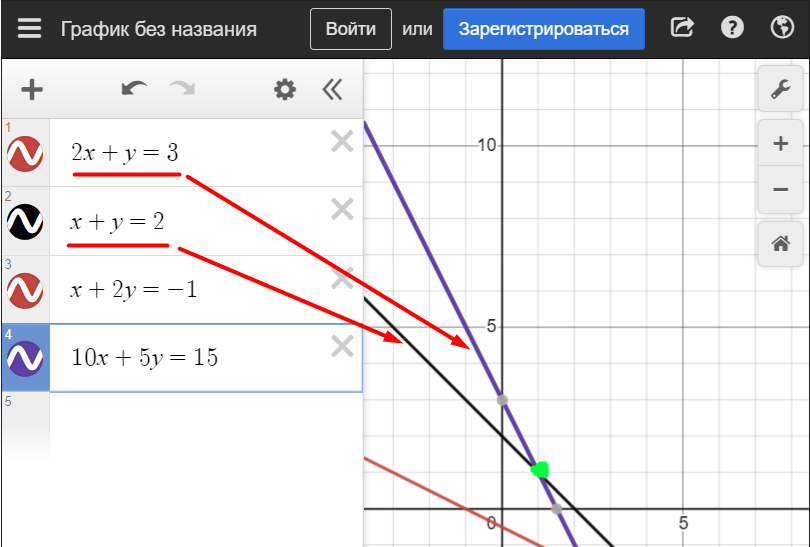 График без названия
Войти
или
Зарегистрироваться
1
2x + y = 3
2
x + y = 2
3
x + 2y = −1
4
10x + 5y = 15
5
10
5
0
5